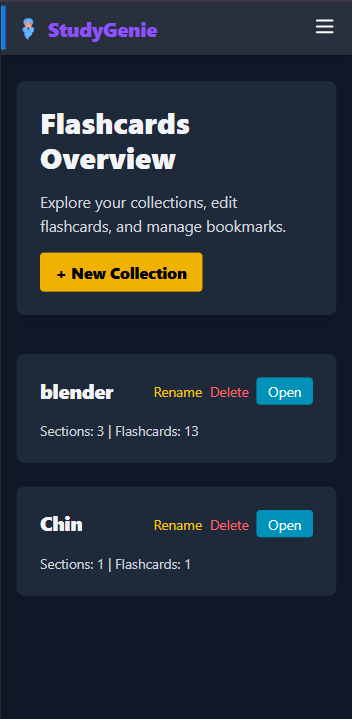 StudyGenie
Flashcards
Overview
Explore your collections, edit
flashcards, and manage bookmarks.
+ New Collection
blender Rename Delete Open
Sections: 3 | Flashcards: 13
Chin Rename Delete Open
Sections: 1 | Flashcards: 1